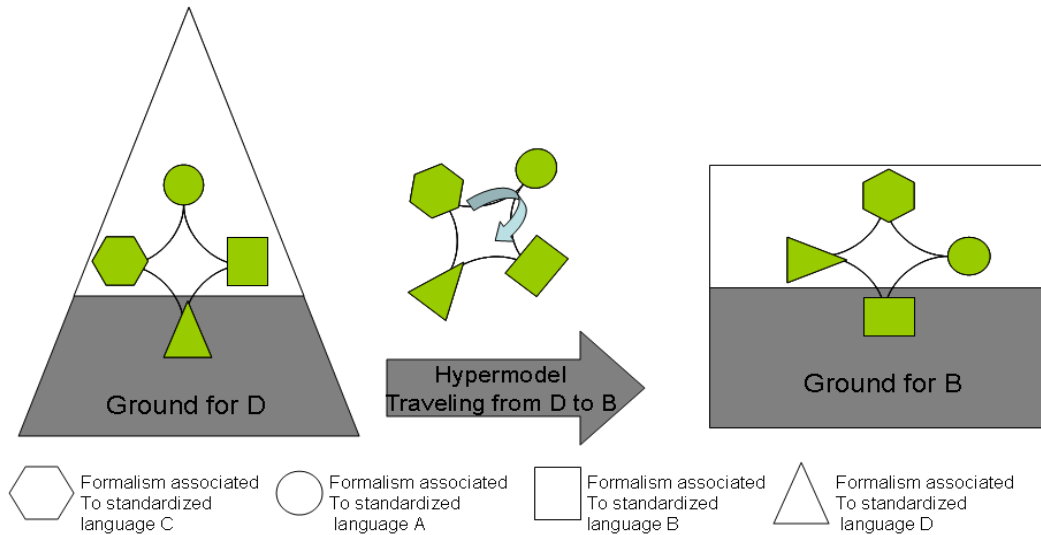 Ground for D
Hypermodel
Traveling from D to B
Ground for B
Formalism associated
To standardized
language C
Formalism associated
To standardized
language A
Formalism associated
To standardized
language B
Formalism associated
To standardized
language D